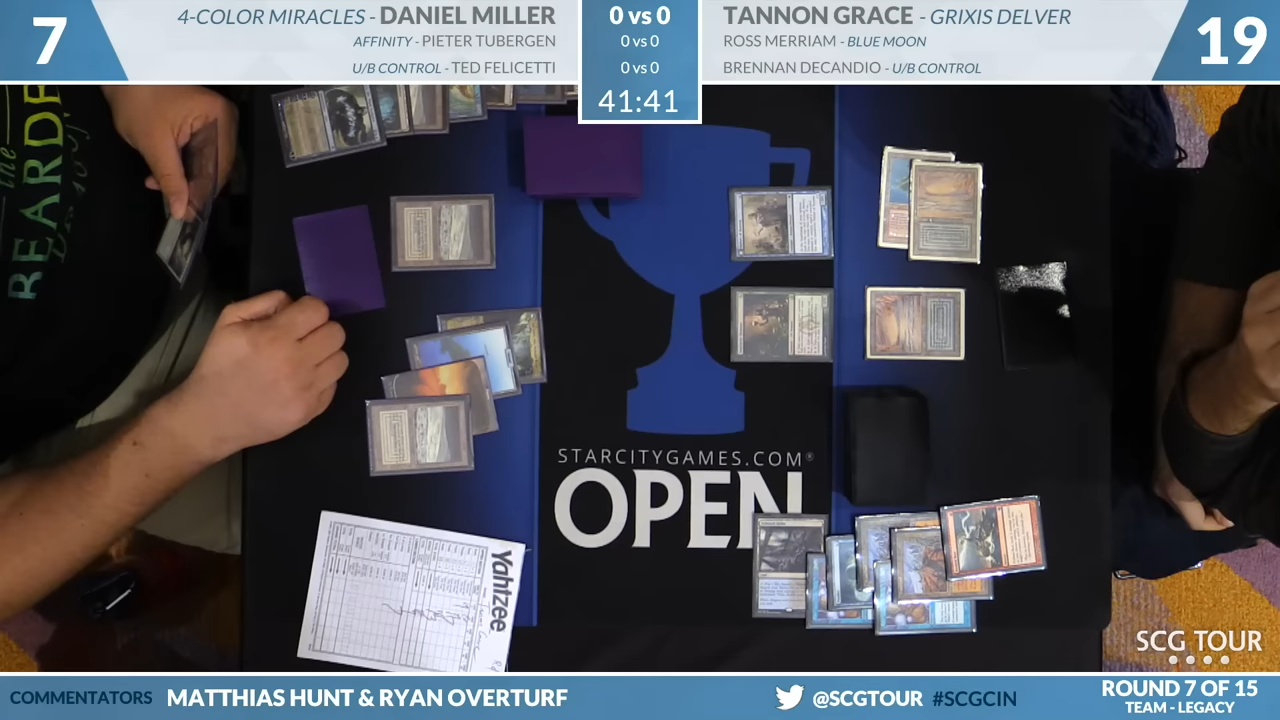 7
4-COLOR MIRACLES - DANIEL MILLER
AFFINITY - PIETER TUBERGEN
U/B CONTROL - TED FELICETTI
0 vs 0
0 vs 0
0 vs 0
41:41
TANNON GRACE - GRIXIS DELVER
ROSS MERRIAM - BLUE MOON
BRENNAN DECANDIO - U/B CONTROL
19
the
REARDE
STARCITYGAMES.COM®
OPEN
Yahtzee
SCG TOUR
COMMENTATORS MATTHIAS HUNT & RYAN OVERTURF
@SCGTOUR #SCGCIN
ROUND 7 OF 15
TEAM - LEGACY